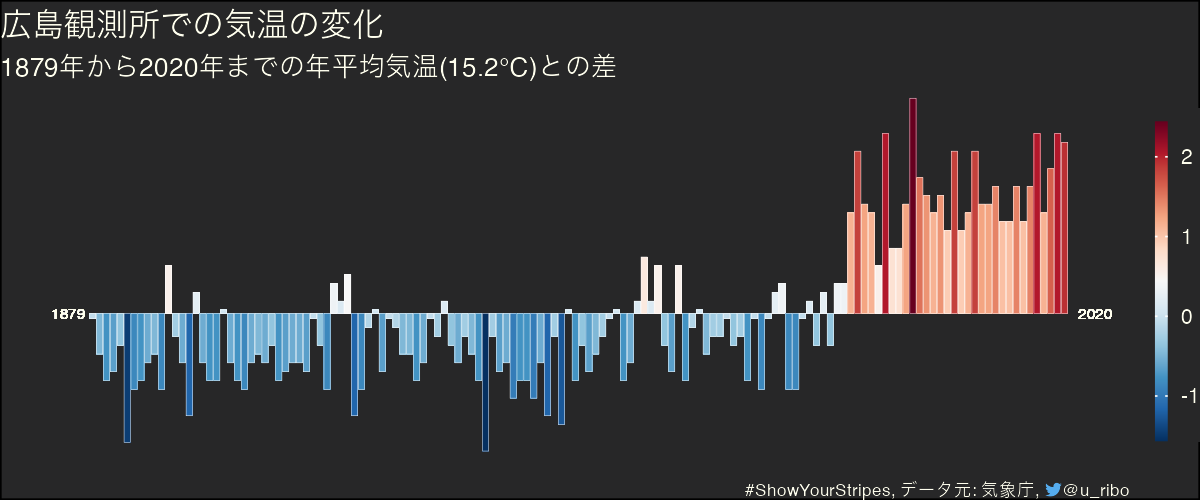 広島観測所での気温の変化
1879年から2020年までの年平均気温(15.2°C)との差
2
1
0
-1
1879
2020
#ShowYourStripes, データ元: 気象庁, @u_ribo